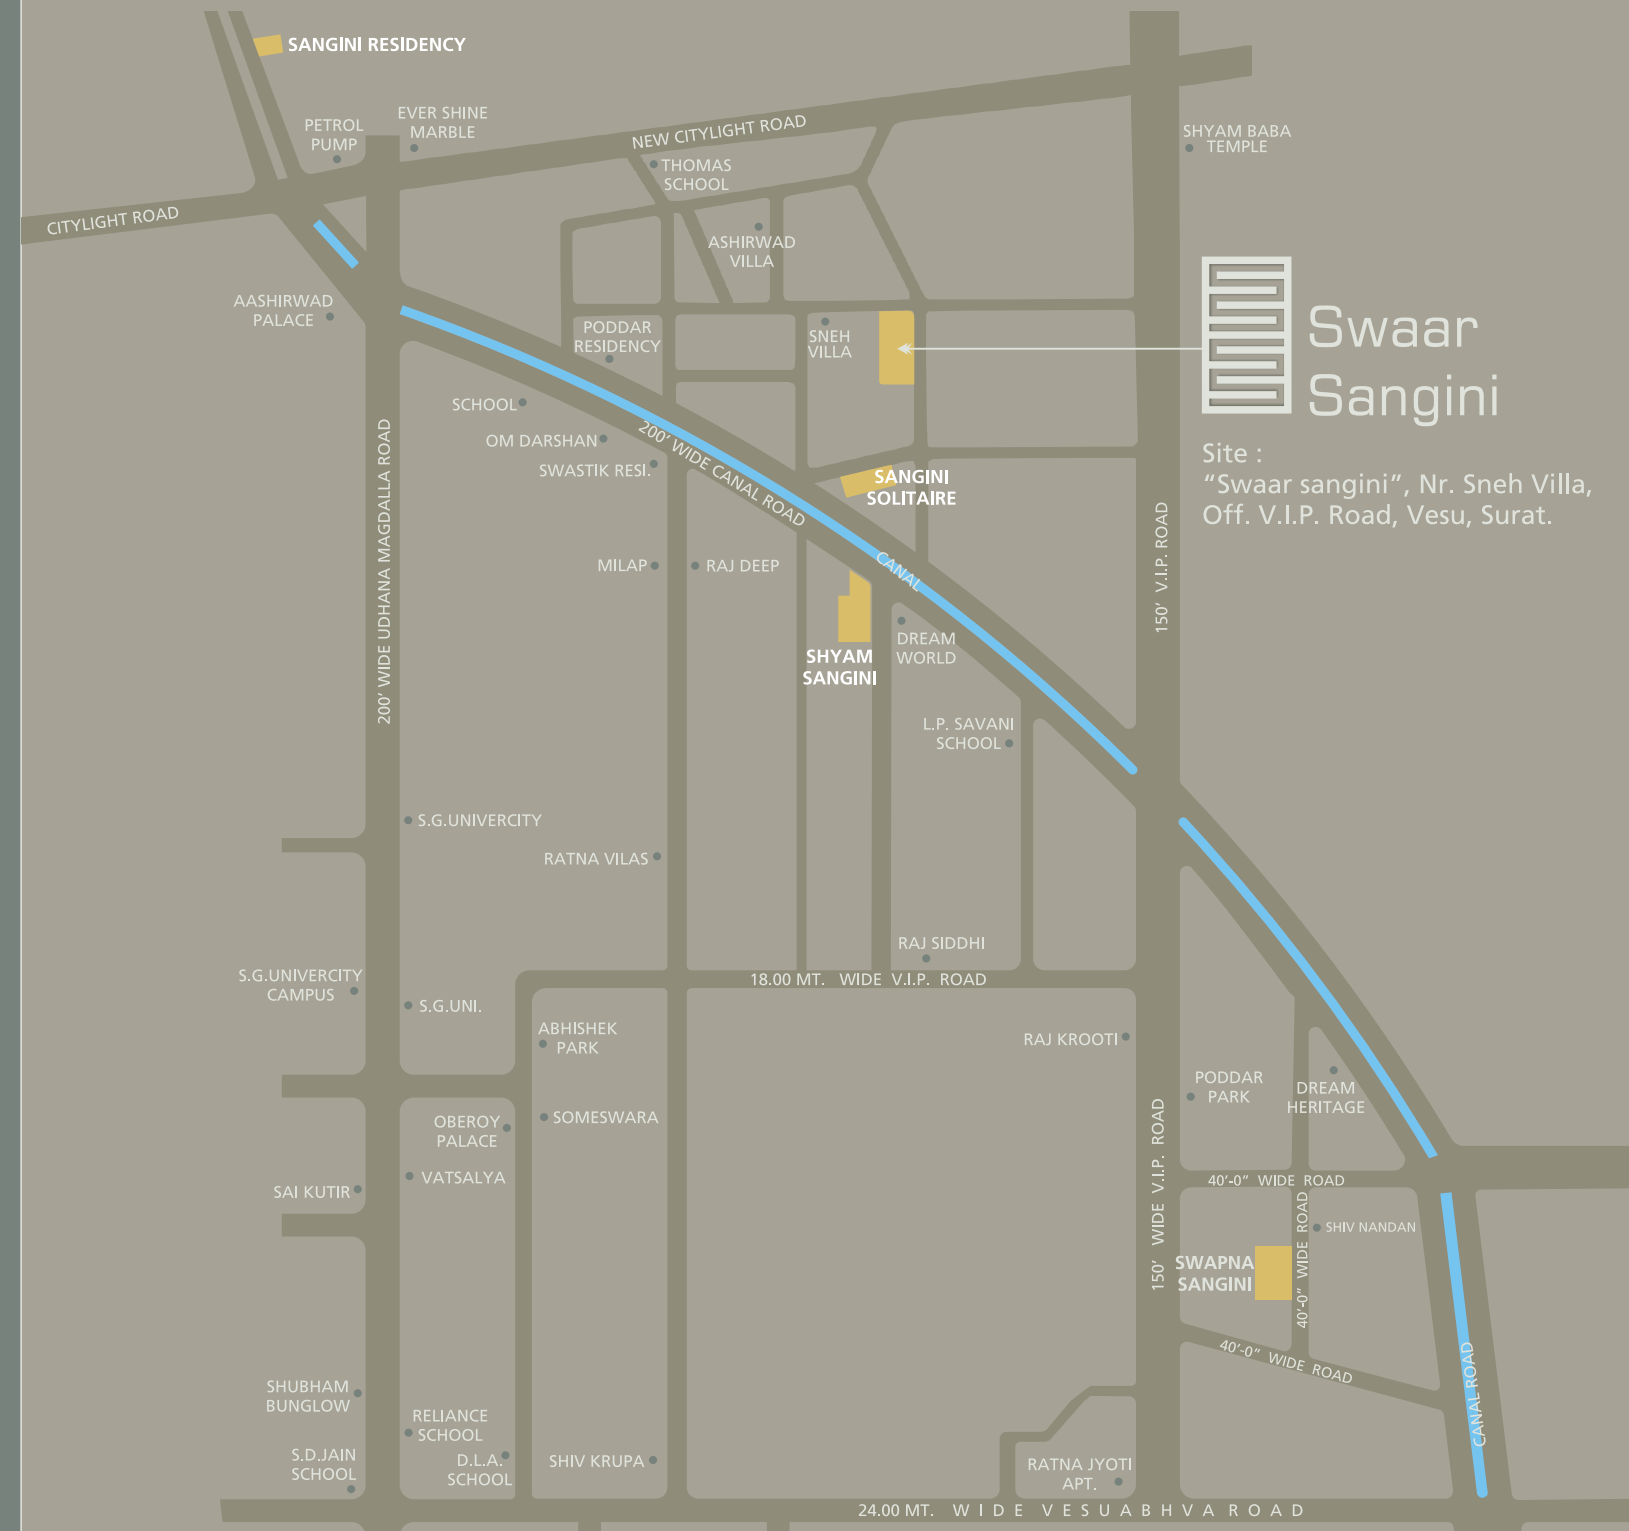 SANGINI RESIDENCY
PETROL
PUMP
EVER SHINE
MARBLE
NEW CITYLIGHT ROAD
THOMAS
SCHOOL
SHYAM BABA
TEMPLE
CITYLIGHT ROAD
ASHIRWAD
VILLA
AASHIRWAD
PALACE
PODDAR
RESIDENCY
SNEH
VILLA
Swaar
Sangini
Site :
“Swaar sangini”, Nr. Sneh Villa,
Off. V.I.P. Road, Vesu, Surat.
SCHOOL
OM DARSHAN
SWASTIK RESI.
200’ WIDE CANAL ROAD
SANGINI
SOLITAIRE
200’ WIDE UDHANA MAGDALLA ROAD
150’ V.I.P. ROAD
MILAP
RAJ DEEP
CANAL
SHYAM
SANGINI
DREAM
WORLD
L.P. SAVANI
SCHOOL
S.G.UNIVERCITY
RATNA VILAS
RAJ SIDDHI
18.00 MT. WIDE V.I.P. ROAD
S.G.UNIVERCITY
CAMPUS
S.G.UNI.
ABHISHEK
PARK
RAJ KROOTI
PODDAR
PARK
DREAM
HERITAGE
OBEROY
PALACE
SOMESWARA
VATSALYA
SAI KUTIR
150’ WIDE V.I.P. ROAD
40’-0” WIDE ROAD
40’-0” WIDE ROAD
SHIV NANDAN
SWAPNA
SANGINI
40’-0” WIDE ROAD
CANAL ROAD
SHUBHAM
BUNGLOW
RELIANCE
SCHOOL
S.D.JAIN
SCHOOL
D.L.A.
SCHOOL
SHIV KRUPA
RATNA JYOTI
APT.
24.00 MT. WIDE VESUABHVA ROAD